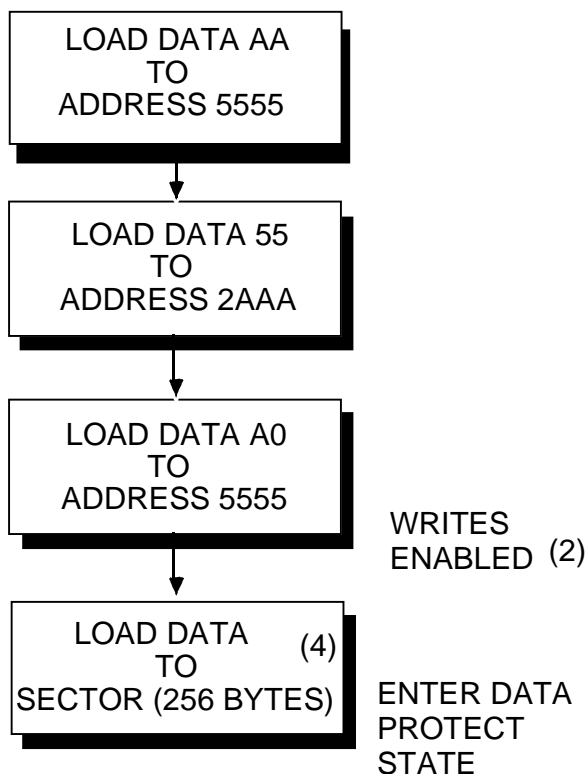 LOAD DATA AA
TO
ADDRESS 5555
LOAD DATA 55
TO
ADDRESS 2AAA
LOAD DATA A0
TO
ADDRESS 5555
WRITES
ENABLED (2)
LOAD DATA (4)
TO
SECTOR (256 BYTES)
ENTER DATA
PROTECT
STATE